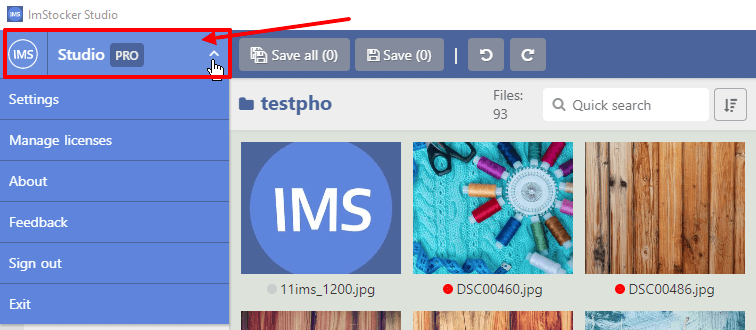 ImStocker Studio
IMS Studio PRO
Save all (0) Save (0)
Settings
Manage licenses
About
Feedback
Sign out
Exit
testpho
Files:
93
Quick search
IMS
11ims_1200.jpg
DSC00460.jpg
DSC00486.jpg